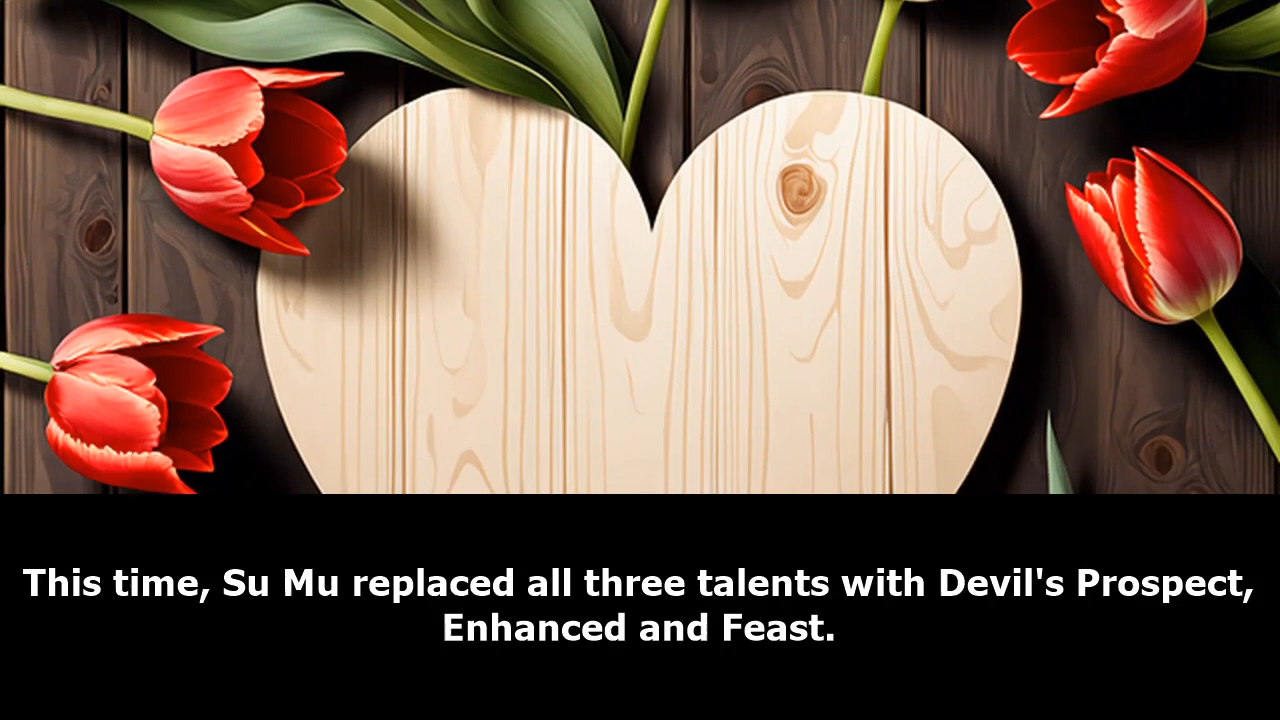 This time, Su Mu replaced all three talents with Devil's Prospect,
Enhanced and Feast.